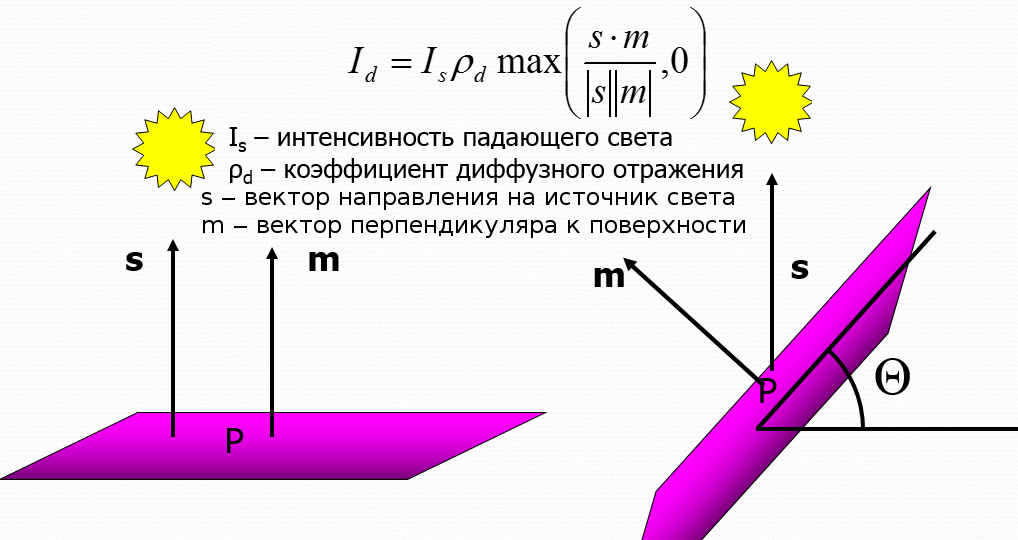 I_d = I_s ρ_d max( s · m / |s||m| ,0 )
I_s – интенсивность падающего света
ρ_d – коэффициент диффузного отражения
s – вектор направления на источник света
m – вектор перпендикуляра к поверхности
s m m s
P P Θ